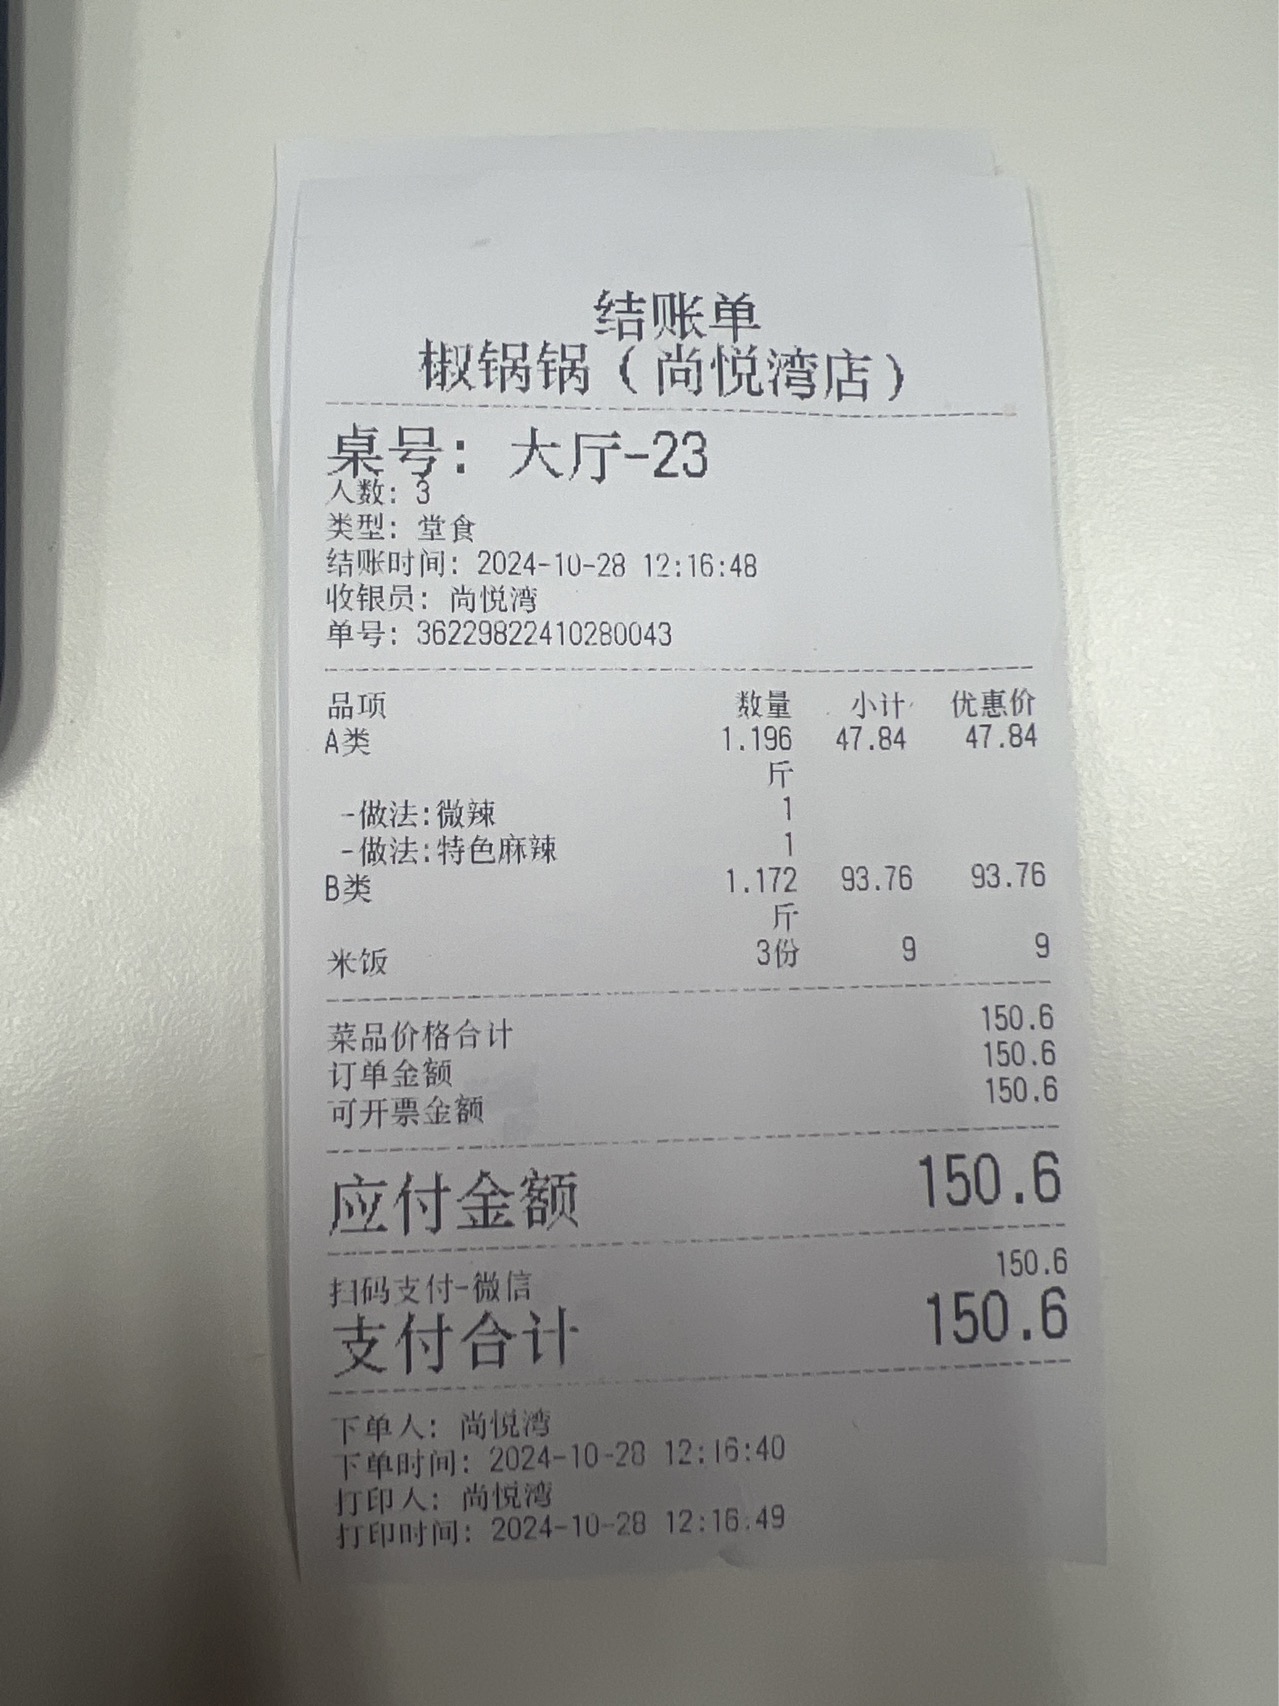 结账单
椒锅锅(尚悦湾店)
桌号: 大厅-23
人数: 3
类型: 堂食
结账时间: 2024-10-28 12:16:48
收银员: 尚悦湾
单号: 36229822410280043
品项 数量 小计 优惠价
A类 1.196 47.84 47.84
斤
-做法:微辣 1
-做法:特色麻辣 1
B类 1.172 93.76 93.76
斤
米饭 3份 9 9
菜品价格合计 150.6
订单金额 150.6
可开票金额 150.6
应付金额 150.6
扫码支付-微信 150.6
支付合计 150.6
下单人: 尚悦湾
下单时间: 2024-10-28 12:16:40
打印人: 尚悦湾
打印时间: 2024-10-28 12:16:49